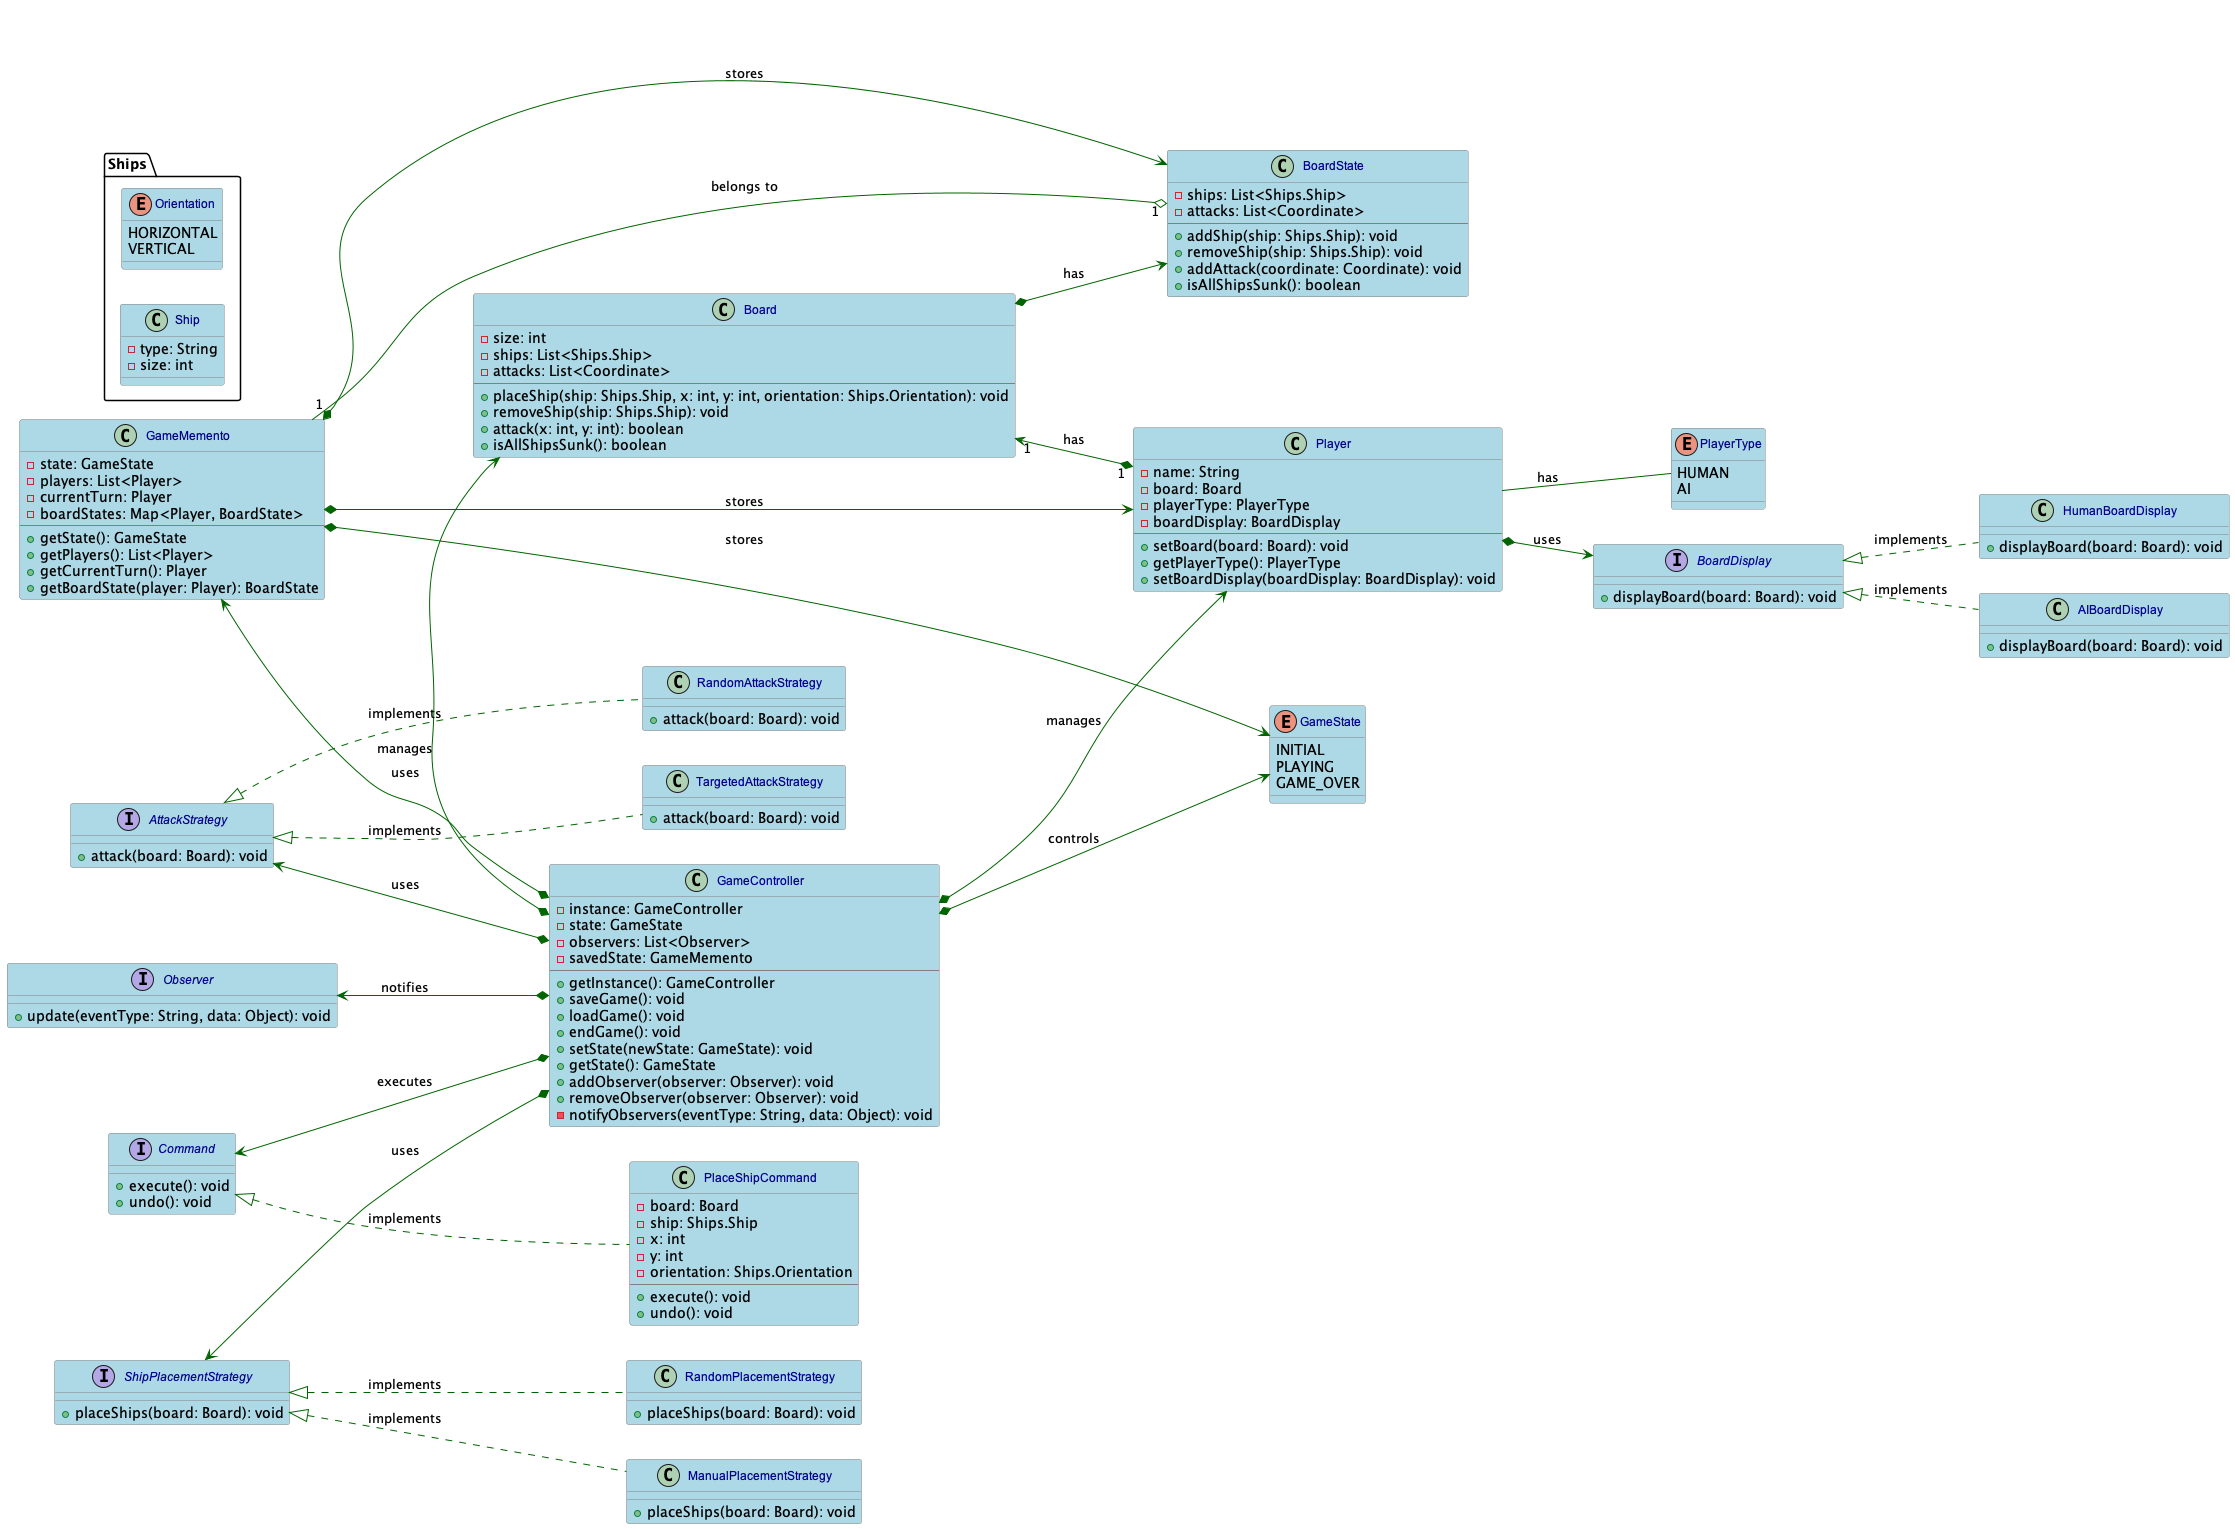 stores
Ships
E Orientation
HORIZONTAL
VERTICAL
C Ship
type: String
size: int
belongs to
1
C BoardState
ships: List<Ships.Ship>
attacks: List<Coordinate>
addShip(ship: Ships.Ship): void
removeShip(ship: Ships.Ship): void
addAttack(coordinate: Coordinate): void
isAllShipsSunk(): boolean
has
C Board
size: int
ships: List<Ships.Ship>
attacks: List<Coordinate>
placeShip(ship: Ships.Ship, x: int, y: int, orientation: Ships.Orientation): void
removeShip(ship: Ships.Ship): void
attack(x: int, y: int): boolean
isAllShipsSunk(): boolean
1
C GameMemento
state: GameState
players: List<Player>
currentTurn: Player
boardStates: Map<Player, BoardState>
getState(): GameState
getPlayers(): List<Player>
getCurrentTurn(): Player
getBoardState(player: Player): BoardState
has
1
1
C Player
name: String
board: Board
playerType: PlayerType
boardDisplay: BoardDisplay
setBoard(board: Board): void
getPlayerType(): PlayerType
setBoardDisplay(boardDisplay: BoardDisplay): void
has
E PlayerType
HUMAN
AI
stores
stores
uses
I BoardDisplay
displayBoard(board: Board): void
implements
implements
C HumanBoardDisplay
displayBoard(board: Board): void
C AIBoardDisplay
displayBoard(board: Board): void
C RandomAttackStrategy
attack(board: Board): void
implements
manages
uses
C TargetedAttackStrategy
attack(board: Board): void
implements
I AttackStrategy
attack(board: Board): void
uses
manages
controls
E GameState
INITIAL
PLAYING
GAME_OVER
C GameController
instance: GameController
state: GameState
observers: List<Observer>
savedState: GameMemento
getInstance(): GameController
saveGame(): void
loadGame(): void
endGame(): void
setState(newState: GameState): void
getState(): GameState
addObserver(observer: Observer): void
removeObserver(observer: Observer): void
notifyObservers(eventType: String, data: Object): void
I Observer
update(eventType: String, data: Object): void
notifies
executes
I Command
execute(): void
undo(): void
uses
implements
C PlaceShipCommand
board: Board
ship: Ships.Ship
x: int
y: int
orientation: Ships.Orientation
execute(): void
undo(): void
I ShipPlacementStrategy
placeShips(board: Board): void
implements
implements
C RandomPlacementStrategy
placeShips(board: Board): void
C ManualPlacementStrategy
placeShips(board: Board): void